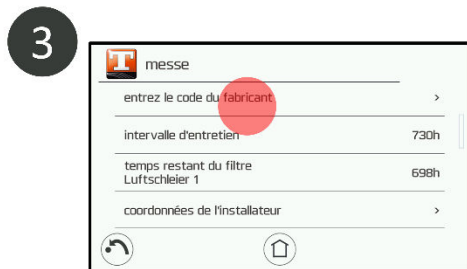 3
T messe
entrez le code du fabricant >
intervalle d'entretien 730h
temps restant du filtre
Luftschleier 1 698h
coordonnées de l'installateur >